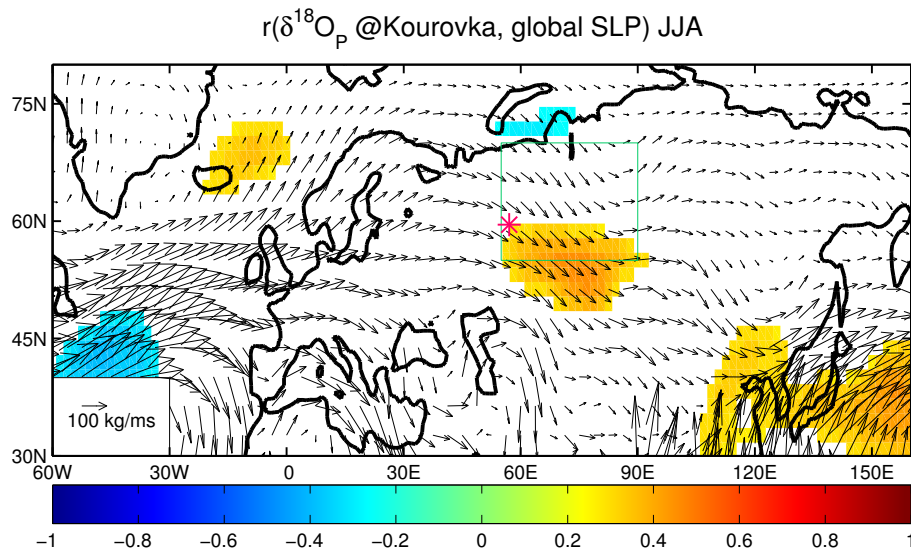 r(δ¹⁸O_P @Kourovka, global SLP) JJA
75N
60N
45N
30N
100 kg/ms
60W 30W 0 30E 60E 90E 120E 150E
−1 −0.8 −0.6 −0.4 −0.2 0 0.2 0.4 0.6 0.8 1